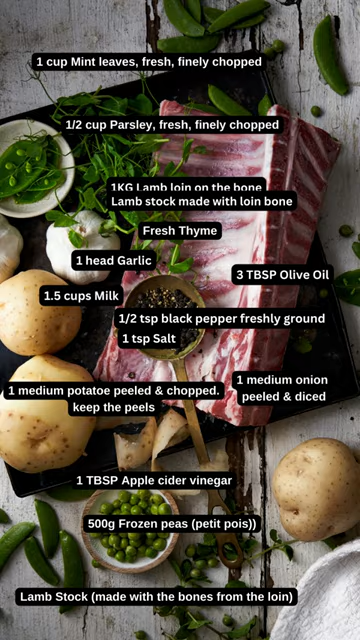 1 cup Mint leaves, fresh, finely chopped
1/2 cup Parsley, fresh, finely chopped
1KG Lamb loin on the bone
Lamb stock made with loin bone
Fresh Thyme
1 head Garlic
3 TBSP Olive Oil
1.5 cups Milk
1/2 tsp black pepper freshly ground
1 tsp Salt
1 medium potatoe peeled & chopped.
keep the peels
1 medium onion
peeled & diced
1 TBSP Apple cider vinegar
500g Frozen peas (petit pois))
Lamb Stock (made with the bones from the loin)